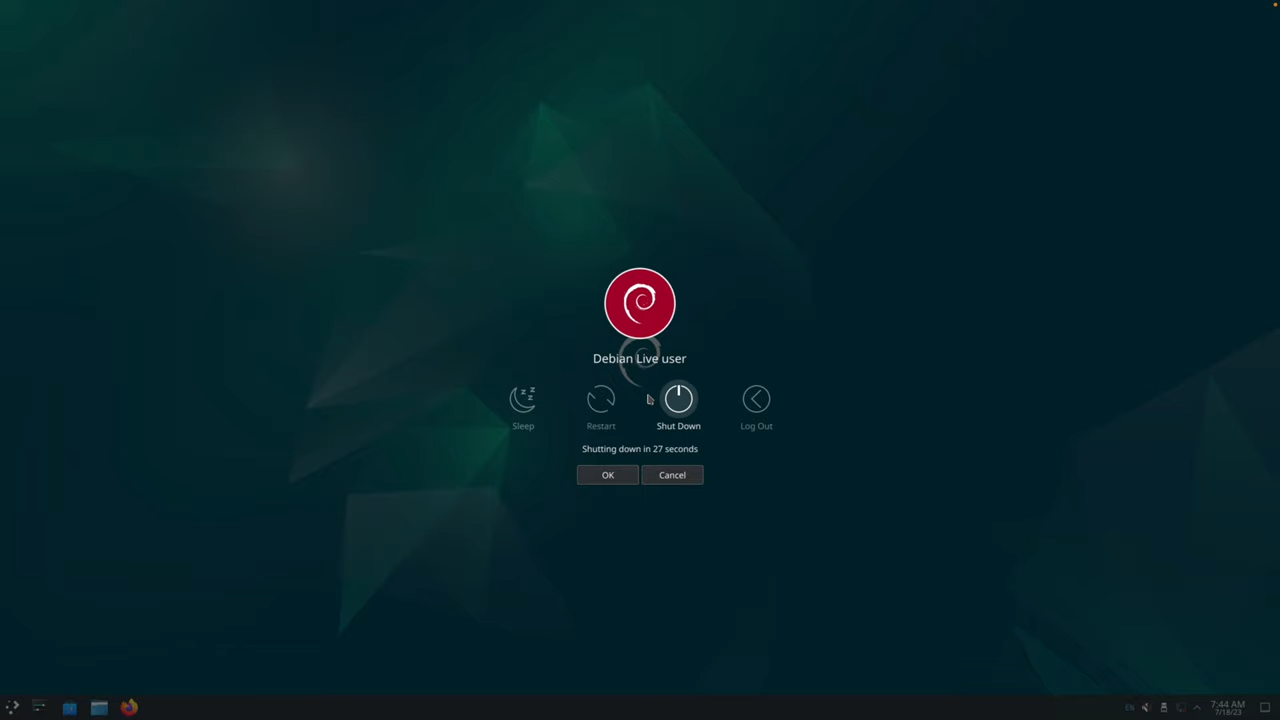 Debian Live user
Sleep
Restart
Shut Down
Log Out
Shutting down in 27 seconds
OK
Cancel
EN
7:44 AM
7/18/23